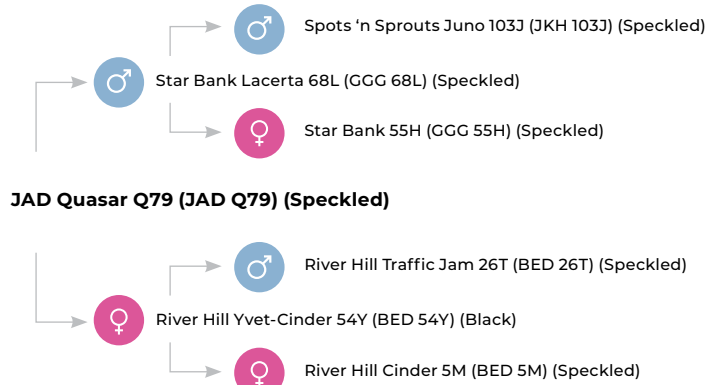 Spots ‘n Sprouts Juno 103J (JKH 103J) (Speckled)
Star Bank Lacerta 68L (GGG 68L) (Speckled)
Star Bank 55H (GGG 55H) (Speckled)
JAD Quasar Q79 (JAD Q79) (Speckled)
River Hill Traffic Jam 26T (BED 26T) (Speckled)
River Hill Yvet-Cinder 54Y (BED 54Y) (Black)
River Hill Cinder 5M (BED 5M) (Speckled)